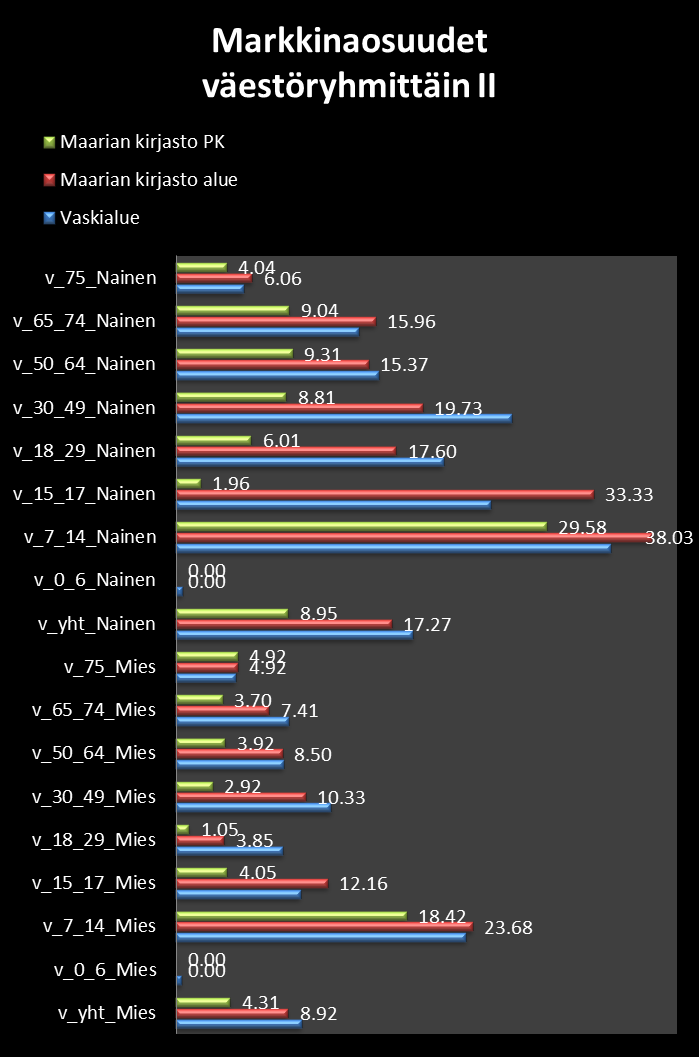 Markkinaosuudet
väestöryhmittäin II
Maarian kirjasto PK
Maarian kirjasto alue
Vaskialue
v_75_Nainen 4.04 6.06
v_65_74_Nainen 9.04 15.96
v_50_64_Nainen 9.31 15.37
v_30_49_Nainen 8.81 19.73
v_18_29_Nainen 6.01 17.60
v_15_17_Nainen 1.96 33.33
v_7_14_Nainen 29.58 38.03
v_0_6_Nainen 0.00 0.00
v_yht_Nainen 8.95 17.27
v_75_Mies 4.92 4.92
v_65_74_Mies 3.70 7.41
v_50_64_Mies 3.92 8.50
v_30_49_Mies 2.92 10.33
v_18_29_Mies 1.05 3.85
v_15_17_Mies 4.05 12.16
v_7_14_Mies 18.42 23.68
v_0_6_Mies 0.00 0.00
v_yht_Mies 4.31 8.92